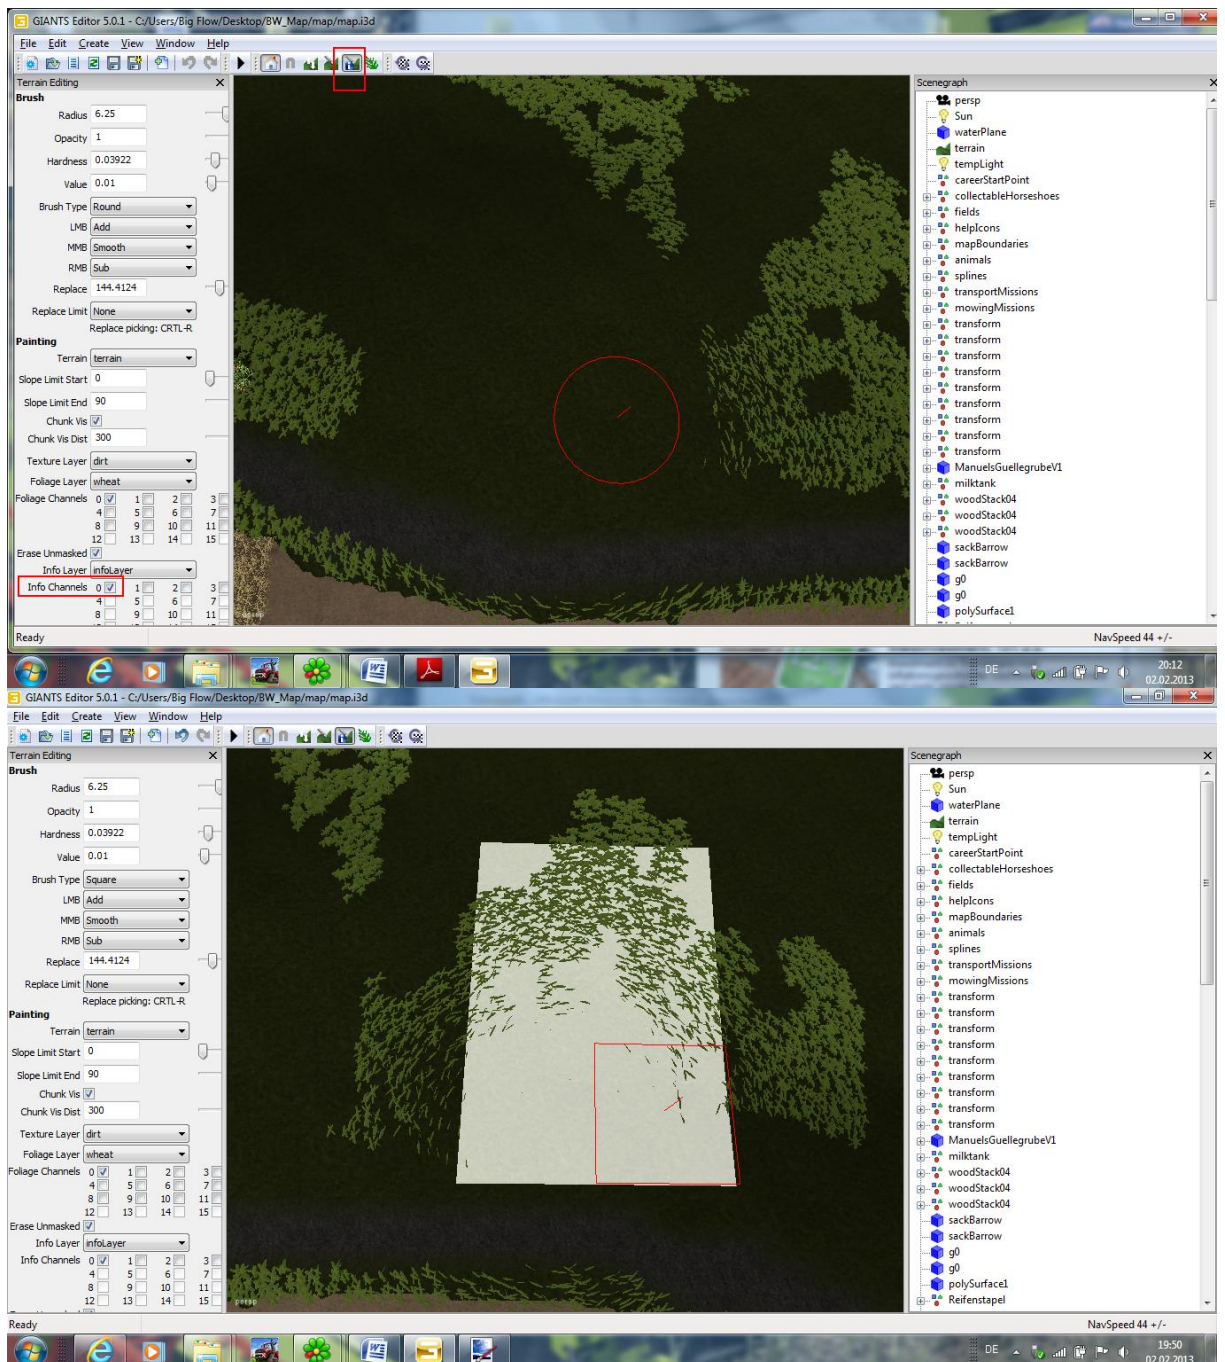 GIANTS Editor 5.0.1 - C:/Users/Big Flow/Desktop/BW_Map/map/map.i3d
File Edit Create View Window Help
Terrain Editing
Brush
Radius 6.25
Opacity 1
Hardness 0.03922
Value 0.01
Brush Type Round
LMB Add
MMB Smooth
RMB Sub
Replace 144.4124
Replace Limit None
Replace picking: CRTL-R
Painting
Terrain terrain
Slope Limit Start 0
Slope Limit End 90
Chunk Vis
Chunk Vis Dist 300
Texture Layer dirt
Foliage Layer wheat
Foliage Channels 0 1 2 3
4 5 6 7
8 9 10 11
12 13 14 15
Erase Unmasked
Info Layer infoLayer
Info Channels 0 1 2 3
4 5 6 7
8 9 10 11
persp
Scenegraph
persp
Sun
waterPlane
terrain
tempLight
careerStartPoint
collectableHorseshoes
fields
helpIcons
mapBoundaries
animals
splines
transportMissions
mowingMissions
transform
transform
transform
transform
transform
transform
transform
transform
transform
ManuelsGuellegrubeV1
milktank
woodStack04
woodStack04
woodStack04
sackBarrow
sackBarrow
g0
g0
polySurface1
Ready
NavSpeed 44 +/-
DE
20:12
02.02.2013
GIANTS Editor 5.0.1 - C:/Users/Big Flow/Desktop/BW_Map/map/map.i3d
File Edit Create View Window Help
Terrain Editing
Brush
Radius 6.25
Opacity 1
Hardness 0.03922
Value 0.01
Brush Type Square
LMB Add
MMB Smooth
RMB Sub
Replace 144.4124
Replace Limit None
Replace picking: CRTL-R
Painting
Terrain terrain
Slope Limit Start 0
Slope Limit End 90
Chunk Vis
Chunk Vis Dist 300
Texture Layer dirt
Foliage Layer wheat
Foliage Channels 0 1 2 3
4 5 6 7
8 9 10 11
12 13 14 15
Erase Unmasked
Info Layer infoLayer
Info Channels 0 1 2 3
4 5 6 7
8 9 10 11
12 13 14 15
persp
Scenegraph
persp
Sun
waterPlane
terrain
tempLight
careerStartPoint
collectableHorseshoes
fields
helpIcons
mapBoundaries
animals
splines
transportMissions
mowingMissions
transform
transform
transform
transform
transform
transform
transform
transform
transform
ManuelsGuellegrubeV1
milktank
woodStack04
woodStack04
woodStack04
sackBarrow
sackBarrow
g0
g0
polySurface1
Reifenstapel
Ready
NavSpeed 44 +/-
DE
19:50
02.02.2013